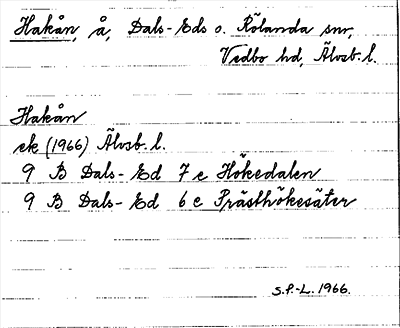 Hakån, å, Dals-Eds o. Rölanda snr,
Vedbo hd, Älvsb. l.
Hakån
ek (1966) Älvsb. l.
9 B Dals-Ed 7 e Hökedalen
9 B Dals-Ed 6 e Prästhökesäter
S.P.-L. 1966.